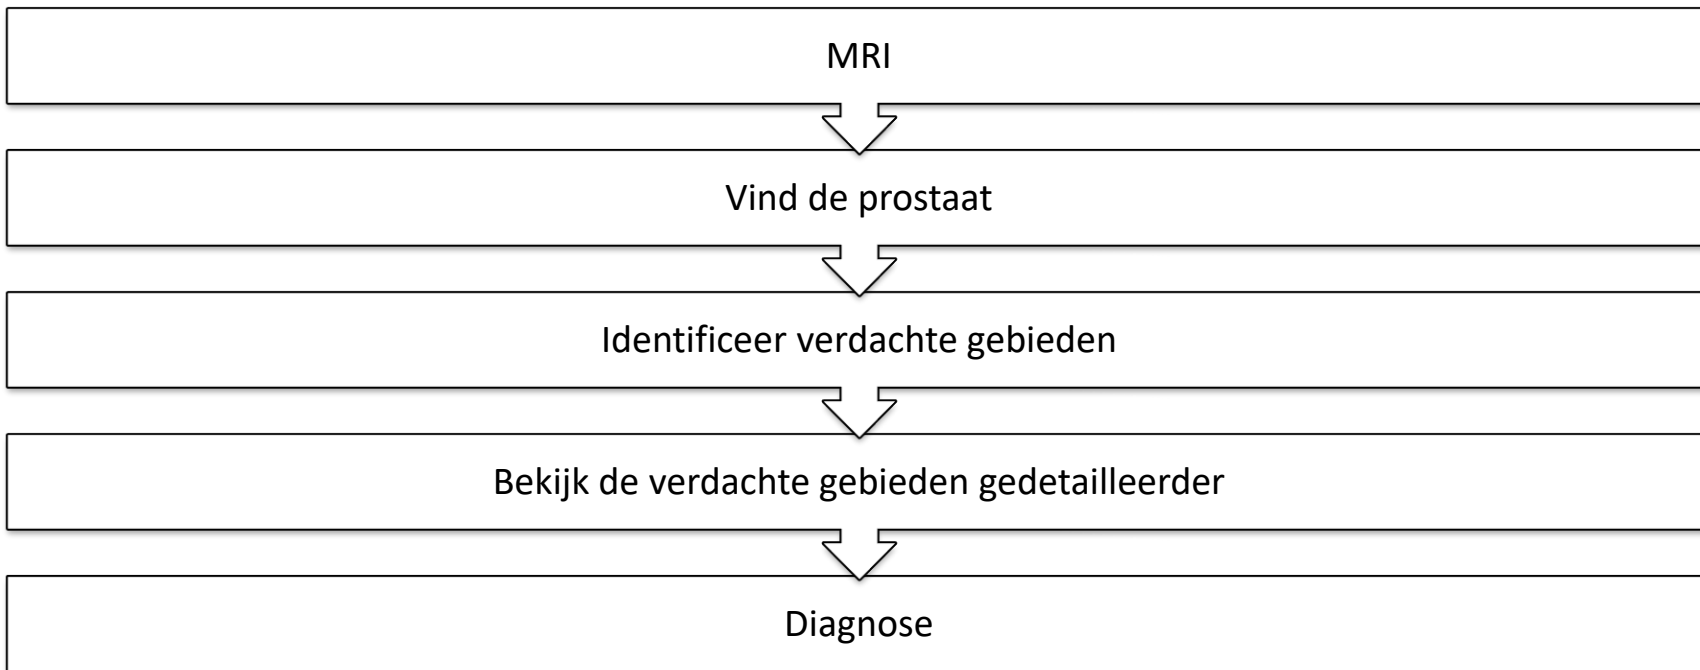 MRI
Vind de prostaat
Identificeer verdachte gebieden
Bekijk de verdachte gebieden gedetailleerder
Diagnose